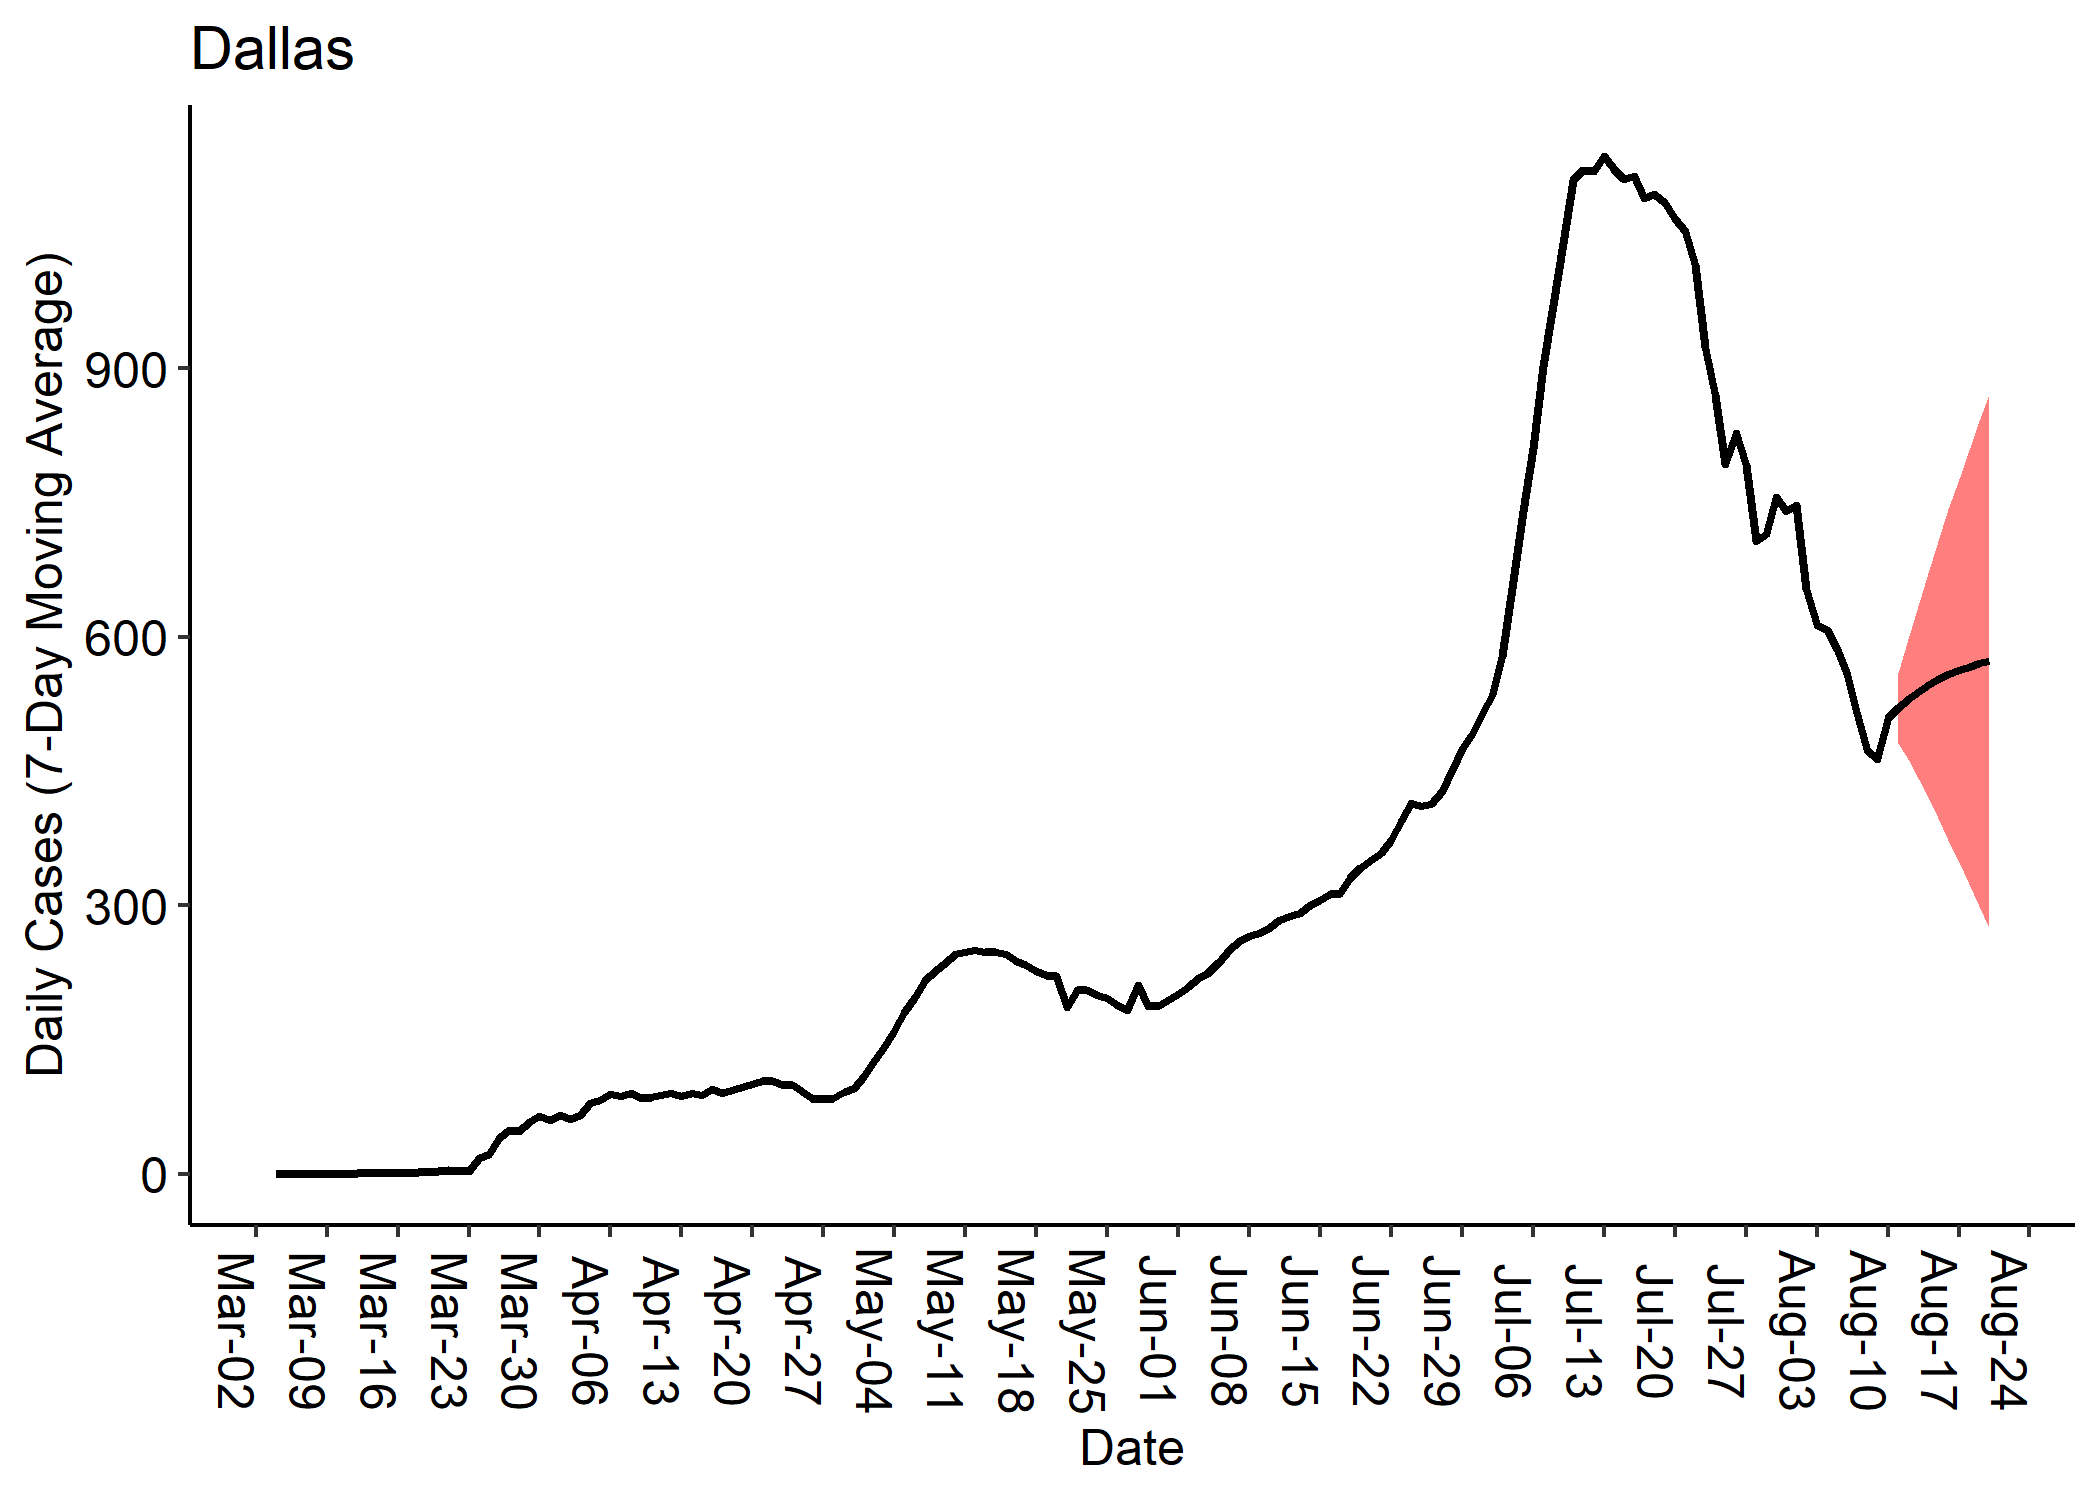 Dallas
Daily Cases (7-Day Moving Average)
900
600
300
0
Mar-02
Mar-09
Mar-16
Mar-23
Mar-30
Apr-06
Apr-13
Apr-20
Apr-27
May-04
May-11
May-18
May-25
Jun-01
Jun-08
Jun-15
Jun-22
Jun-29
Jul-06
Jul-13
Jul-20
Jul-27
Aug-03
Aug-10
Aug-17
Aug-24
Date